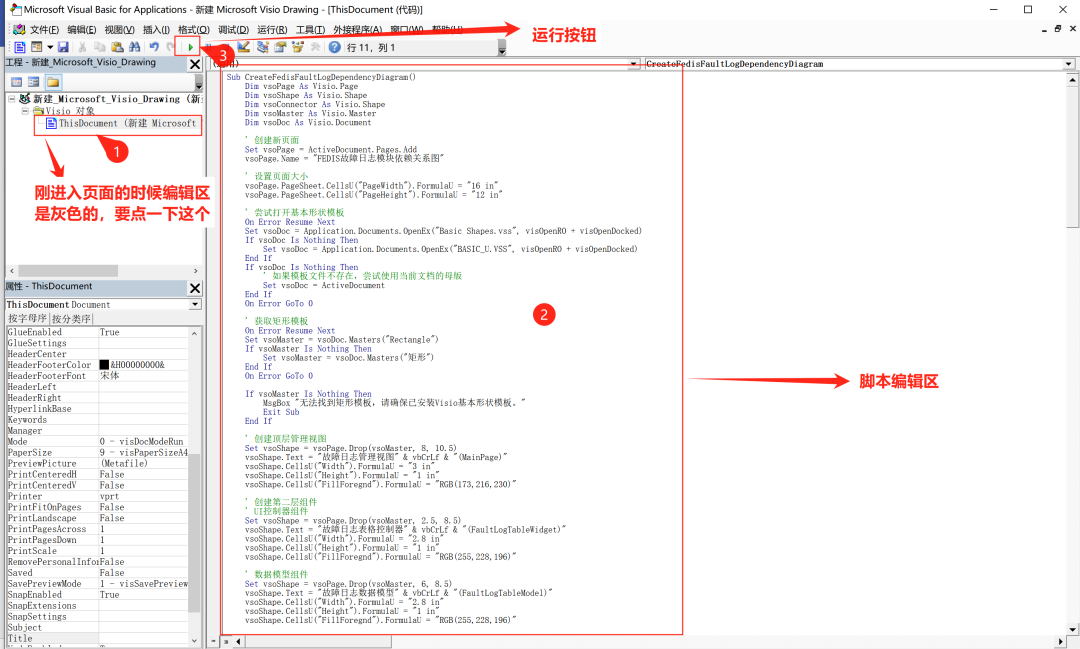 Microsoft Visual Basic for Applications - 新建 Microsoft Visio Drawing - [ThisDocument (代码)]
文件(F) 编辑(E) 视图(V) 插入(I) 格式(O) 调试(D) 运行(R) 工具(T) 外接程序(A) 窗口(W) 帮助(H)
运行按钮
行 11, 列 1
3
工程 - 新建_Microsoft_Visio_Drawing
CreateFedisFaultLogDependencyDiagram
新建_Microsoft_Visio_Drawing (新
Visio 对象
ThisDocument (新建 Microsoft
1
刚进入页面的时候编辑区
是灰色的，要点一下这个
属性 - ThisDocument
ThisDocument Document
按字母序 按分类序
GlueEnabled True
GlueSettings
HeaderCenter
HeaderFooterColor &H00000000&
HeaderFooterFont 宋体
HeaderLeft
HeaderRight
HyperlinkBase
Keywords
Manager
Mode 0 - visDocModeRun
PaperSize 9 - visPaperSizeA4
PreviewPicture (Metafile)
PrintCenteredH False
PrintCenteredV False
Printer vprt
PrintFitOnPages False
PrintLandscape False
PrintPagesAcross 1
PrintPagesDown 1
PrintScale 1
RemovePersonalInfor False
Saved False
SavePreviewMode 1 - visSavePreview
SnapEnabled True
SnapExtensions
SnapSettings
Subject
Title
Sub CreateFedisFaultLogDependencyDiagram()
Dim vsoPage As Visio.Page
Dim vsoShape As Visio.Shape
Dim vsoConnector As Visio.Shape
Dim vsoMaster As Visio.Master
Dim vsoDoc As Visio.Document
' 创建新页面
Set vsoPage = ActiveDocument.Pages.Add
vsoPage.Name = "FEDIS故障日志模块依赖关系图"
' 设置页面大小
vsoPage.PageSheet.CellsU("PageWidth").FormulaU = "16 in"
vsoPage.PageSheet.CellsU("PageHeight").FormulaU = "12 in"
' 尝试打开基本形状模板
On Error Resume Next
Set vsoDoc = Application.Documents.OpenEx("Basic Shapes.vss", visOpenRO + visOpenDocked)
If vsoDoc Is Nothing Then
Set vsoDoc = Application.Documents.OpenEx("BASIC_U.VSS", visOpenRO + visOpenDocked)
End If
If vsoDoc Is Nothing Then
' 如果模板文件不存在，尝试使用当前文档的母版
Set vsoDoc = ActiveDocument
End If
On Error GoTo 0
' 获取矩形模板
On Error Resume Next
Set vsoMaster = vsoDoc.Masters("Rectangle")
If vsoMaster Is Nothing Then
Set vsoMaster = vsoDoc.Masters("矩形")
End If
On Error GoTo 0
If vsoMaster Is Nothing Then
MsgBox "无法找到矩形模板，请确保已安装Visio基本形状模板。"
Exit Sub
End If
' 创建顶层管理视图
Set vsoShape = vsoPage.Drop(vsoMaster, 8, 10.5)
vsoShape.Text = "故障日志管理视图" & vbCrLf & "(MainPage)"
vsoShape.CellsU("Width").FormulaU = "3 in"
vsoShape.CellsU("Height").FormulaU = "1 in"
vsoShape.CellsU("FillForegnd").FormulaU = "RGB(173,216,230)"
' 创建第二层组件
' UI控制器组件
Set vsoShape = vsoPage.Drop(vsoMaster, 2.5, 8.5)
vsoShape.Text = "故障日志表格控制器" & vbCrLf & "(FaultLogTableWidget)"
vsoShape.CellsU("Width").FormulaU = "2.8 in"
vsoShape.CellsU("Height").FormulaU = "1 in"
vsoShape.CellsU("FillForegnd").FormulaU = "RGB(255,228,196)"
' 数据模型组件
Set vsoShape = vsoPage.Drop(vsoMaster, 6, 8.5)
vsoShape.Text = "故障日志数据模型" & vbCrLf & "(FaultLogTableModel)"
vsoShape.CellsU("Width").FormulaU = "2.8 in"
vsoShape.CellsU("Height").FormulaU = "1 in"
vsoShape.CellsU("FillForegnd").FormulaU = "RGB(255,228,196)"
2
脚本编辑区